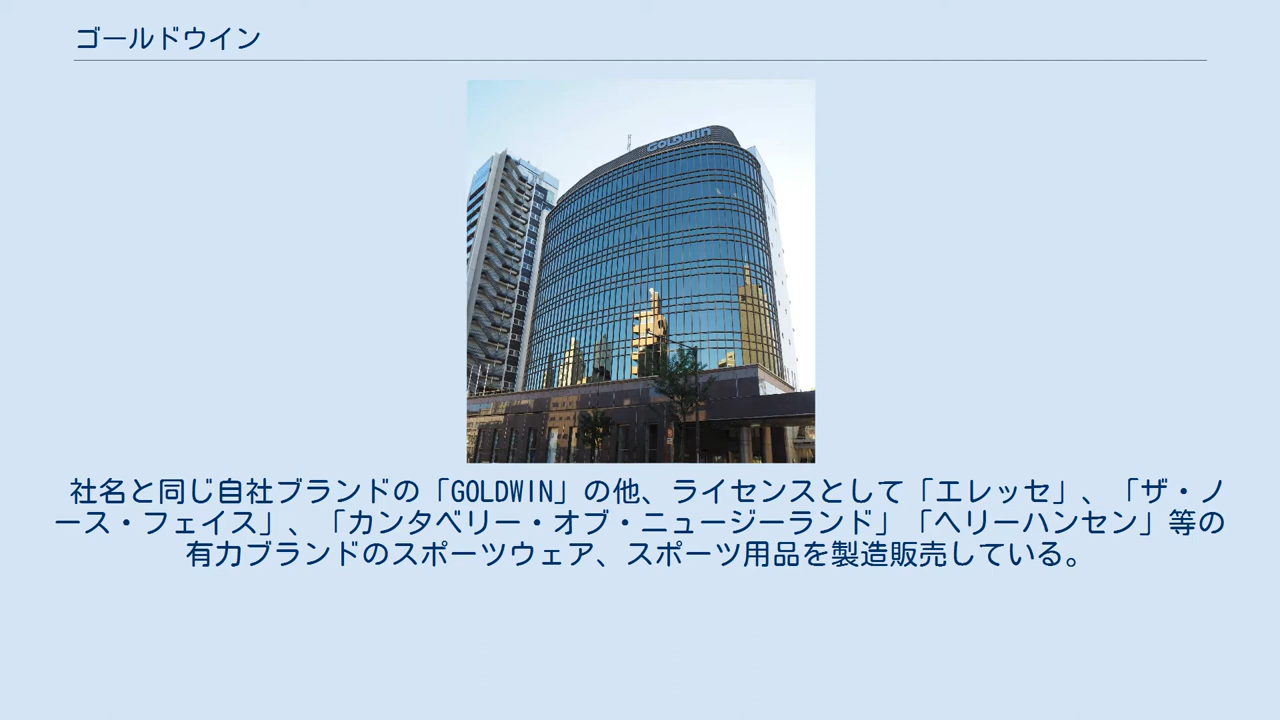 ゴールドウイン
GOLDWIN
社名と同じ自社ブランドの「GOLDWIN」の他、ライセンスとして「エレッセ」、「ザ・ノ
ース・フェイス」、「カンタベリー・オブ・ニュージーランド」「ヘリーハンセン」等の
有力ブランドのスポーツウェア、スポーツ用品を製造販売している。